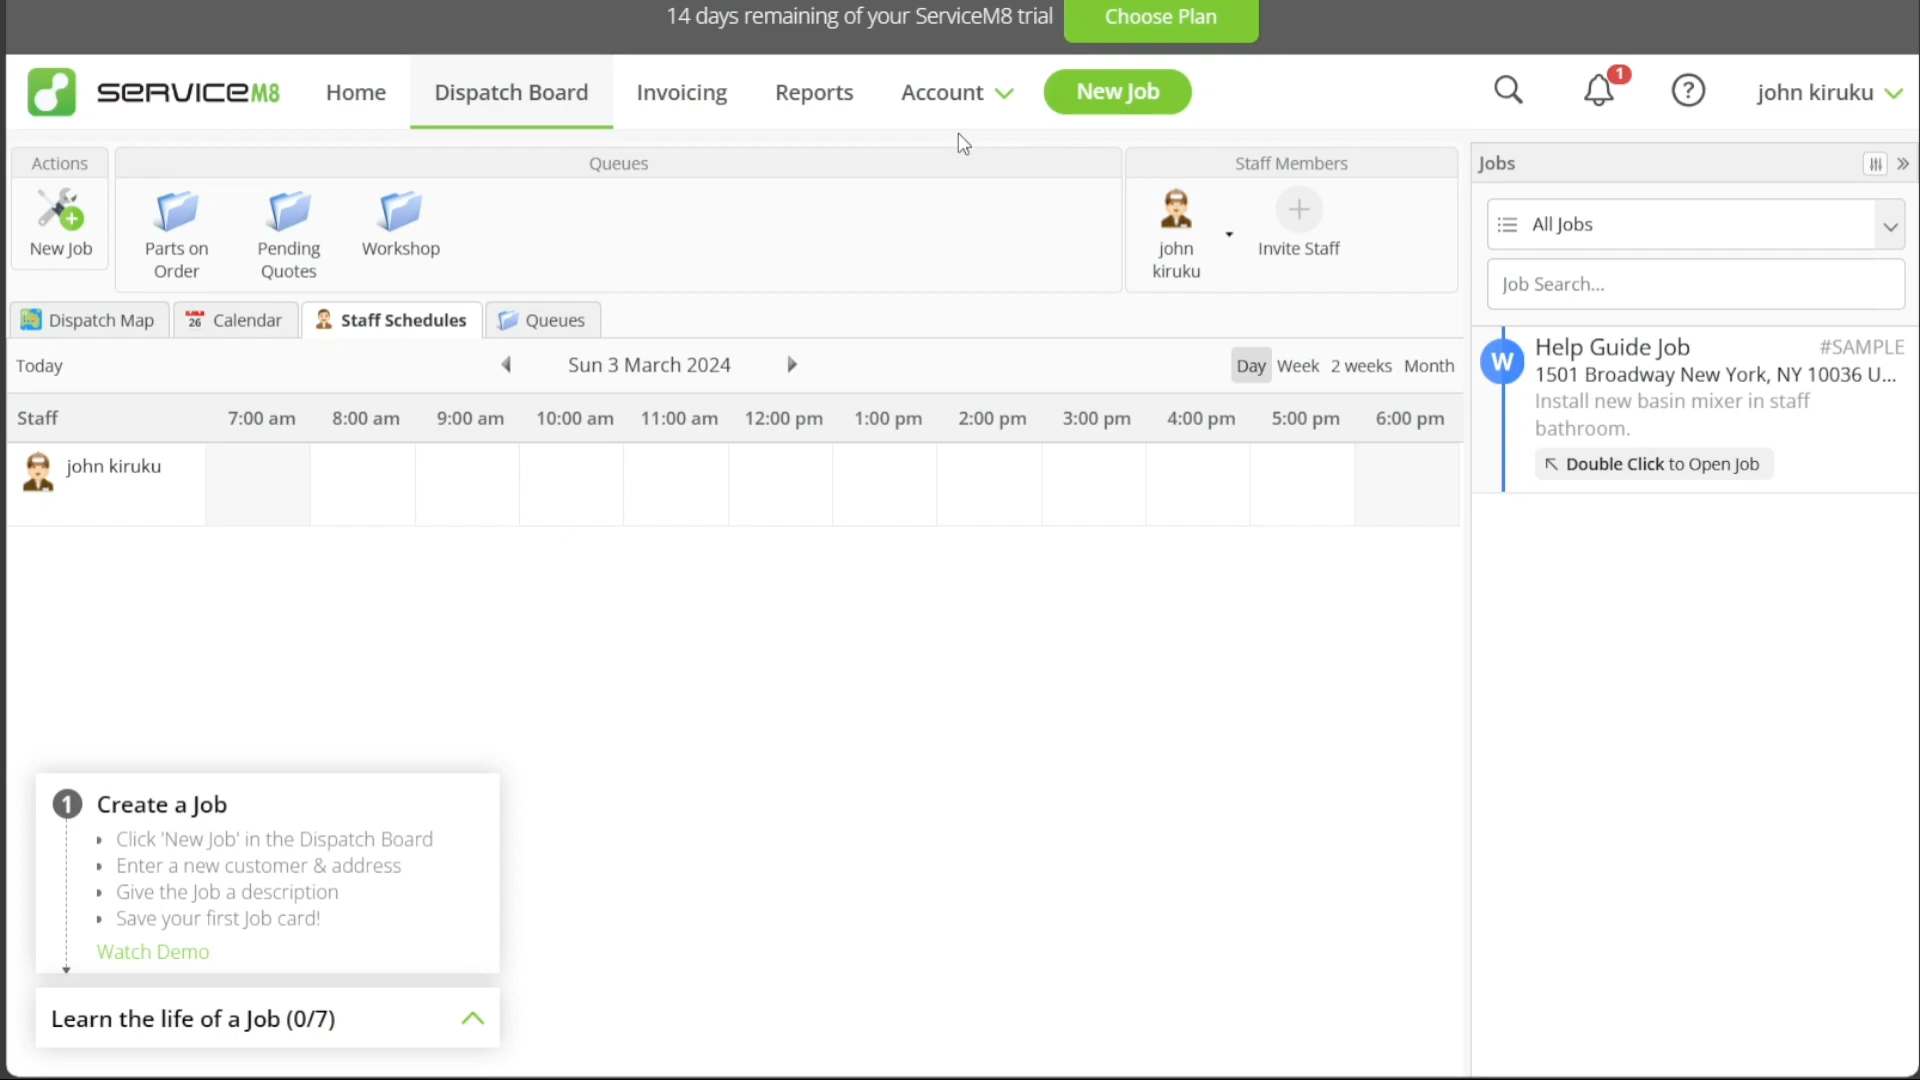 14 days remaining of your ServiceM8 trial
Choose Plan
SERVICEM8
Home
Dispatch Board
Invoicing
Reports
Account
New Job
1
?
john kiruku
Actions
New Job
Queues
Parts on
Order
Pending
Quotes
Workshop
Staff Members
john
kiruku
Invite Staff
Jobs
All Jobs
Job Search...
W
Help Guide Job
#SAMPLE
1501 Broadway New York, NY 10036 U...
Install new basin mixer in staff
bathroom.
Double Click to Open Job
Dispatch Map
26
Calendar
Staff Schedules
Queues
Today
Sun 3 March 2024
Day
Week
2 weeks
Month
Staff
7:00 am
8:00 am
9:00 am
10:00 am
11:00 am
12:00 pm
1:00 pm
2:00 pm
3:00 pm
4:00 pm
5:00 pm
6:00 pm
john kiruku
1
Create a Job
Click 'New Job' in the Dispatch Board
Enter a new customer & address
Give the Job a description
Save your first Job card!
Watch Demo
Learn the life of a Job (0/7)